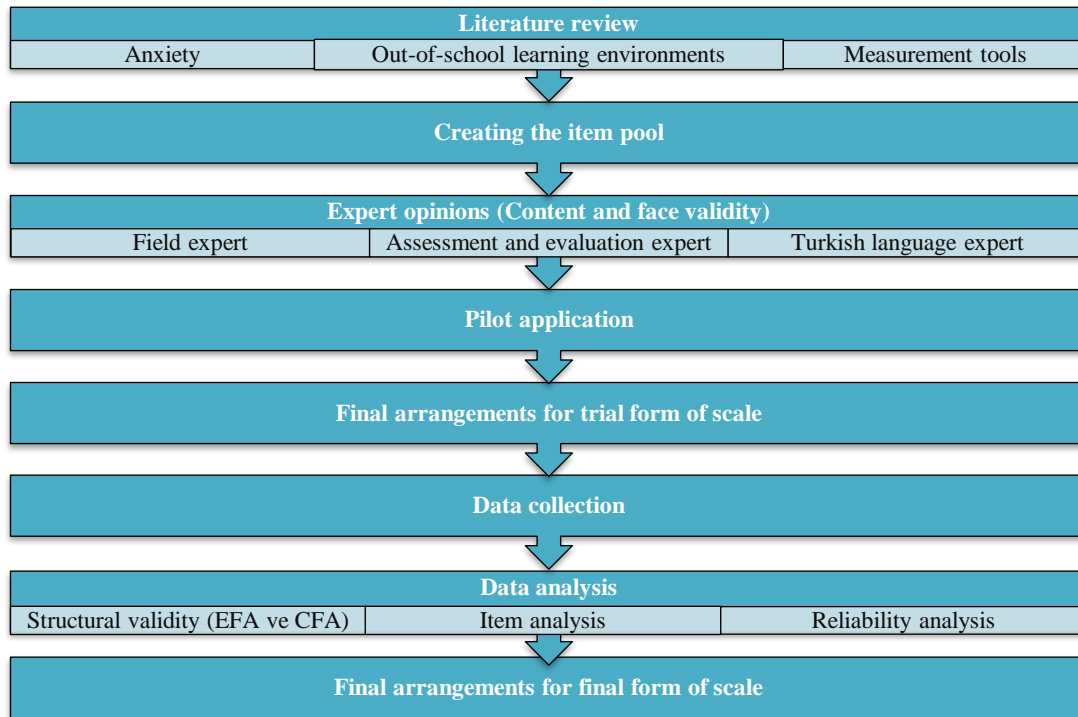 Literature review
Anxiety
Out-of-school learning environments
Measurement tools
Creating the item pool
Expert opinions (Content and face validity)
Field expert
Assessment and evaluation expert
Turkish language expert
Pilot application
Final arrangements for trial form of scale
Data collection
Data analysis
Structural validity (EFA ve CFA)
Item analysis
Reliability analysis
Final arrangements for final form of scale